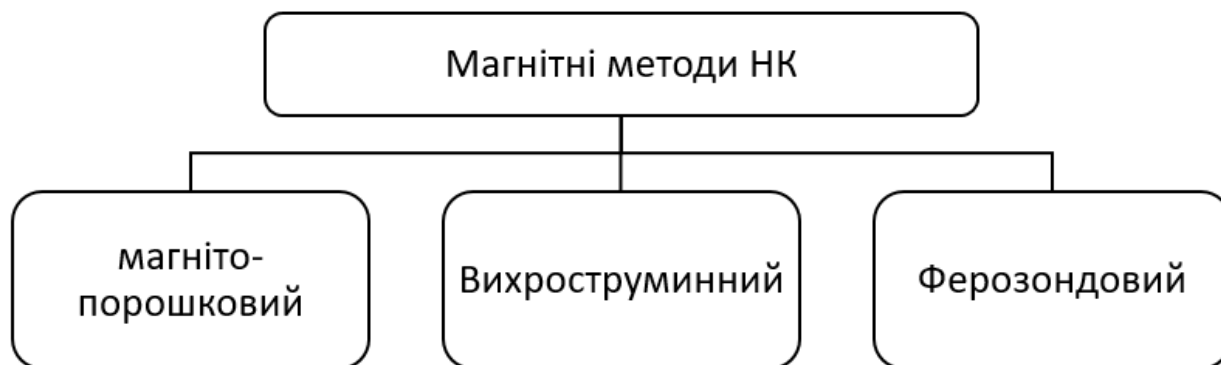 Магнітні методи НК
магніто-
порошковий
Вихроструминний
Ферозондовий